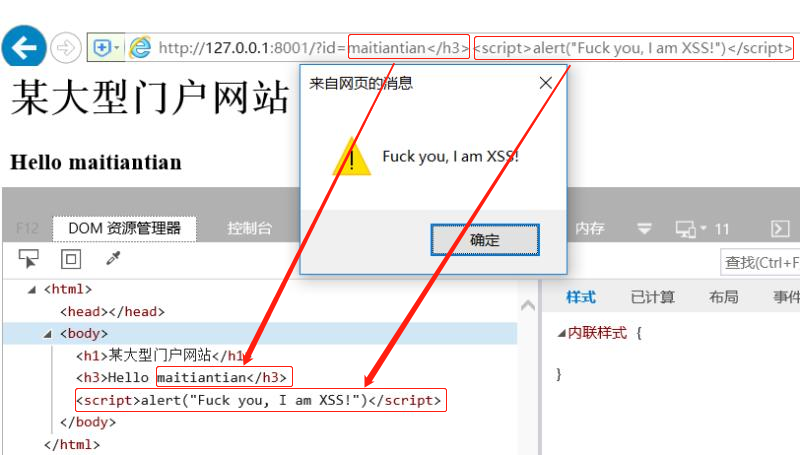 http://127.0.0.1:8001/?id=maitiantian</h3><script>alert("Fuck you, I am XSS!")</script>
某大型门户网站
来自网页的消息
Fuck you, I am XSS!
确定
Hello maitiantian
F12 DOM 资源管理器 控制台 内存 11
查找(Ctrl+F
<html>
<head></head>
<body>
<h1>某大型门户网站</h1
<h3>Hello maitiantian</h3>
<script>alert("Fuck you, I am XSS!")</script>
</body>
</html>
样式 已计算 布局 事件
内联样式 {
}